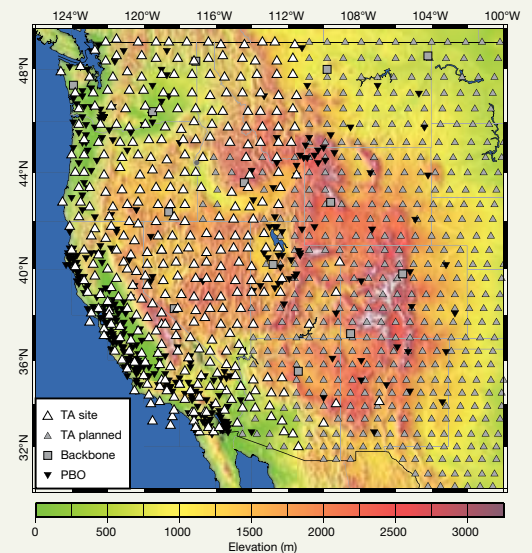 124°W 120°W 116°W 112°W 108°W 104°W 100°W
48°N
44°N
40°N
36°N
32°N
TA site
TA planned
Backbone
PBO
0 500 1000 1500 2000 2500 3000
Elevation (m)